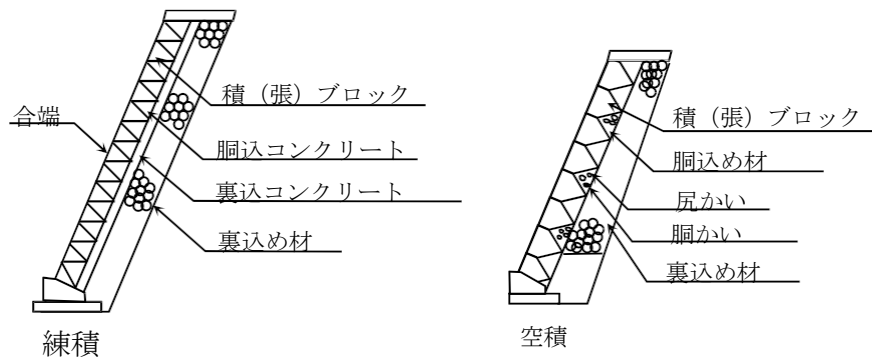 合端
積（張）ブロック
胴込コンクリート
裏込コンクリート
裏込め材
練積
積（張）ブロック
胴込め材
尻かい
胴かい
裏込め材
空積